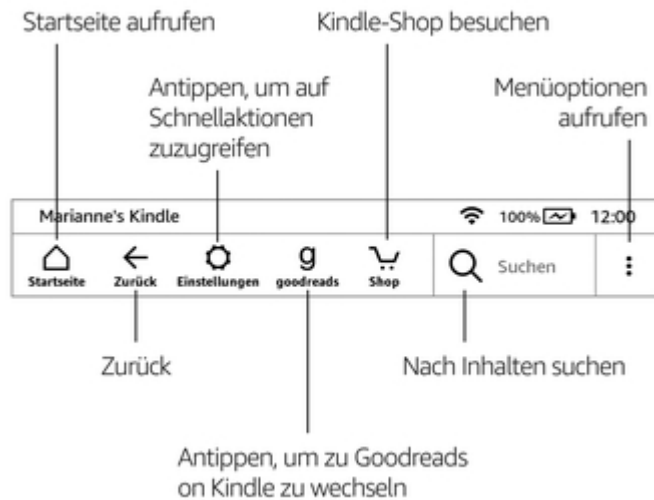 Startseite aufrufen
Kindle-Shop besuchen
Antippen, um auf
Schnellaktionen
zuzugreifen
Menüoptionen
aufrufen
Marianne's Kindle 100% 12:00
Startseite Zurück Einstellungen g goodreads Shop Suchen
Zurück
Nach Inhalten suchen
Antippen, um zu Goodreads
on Kindle zu wechseln